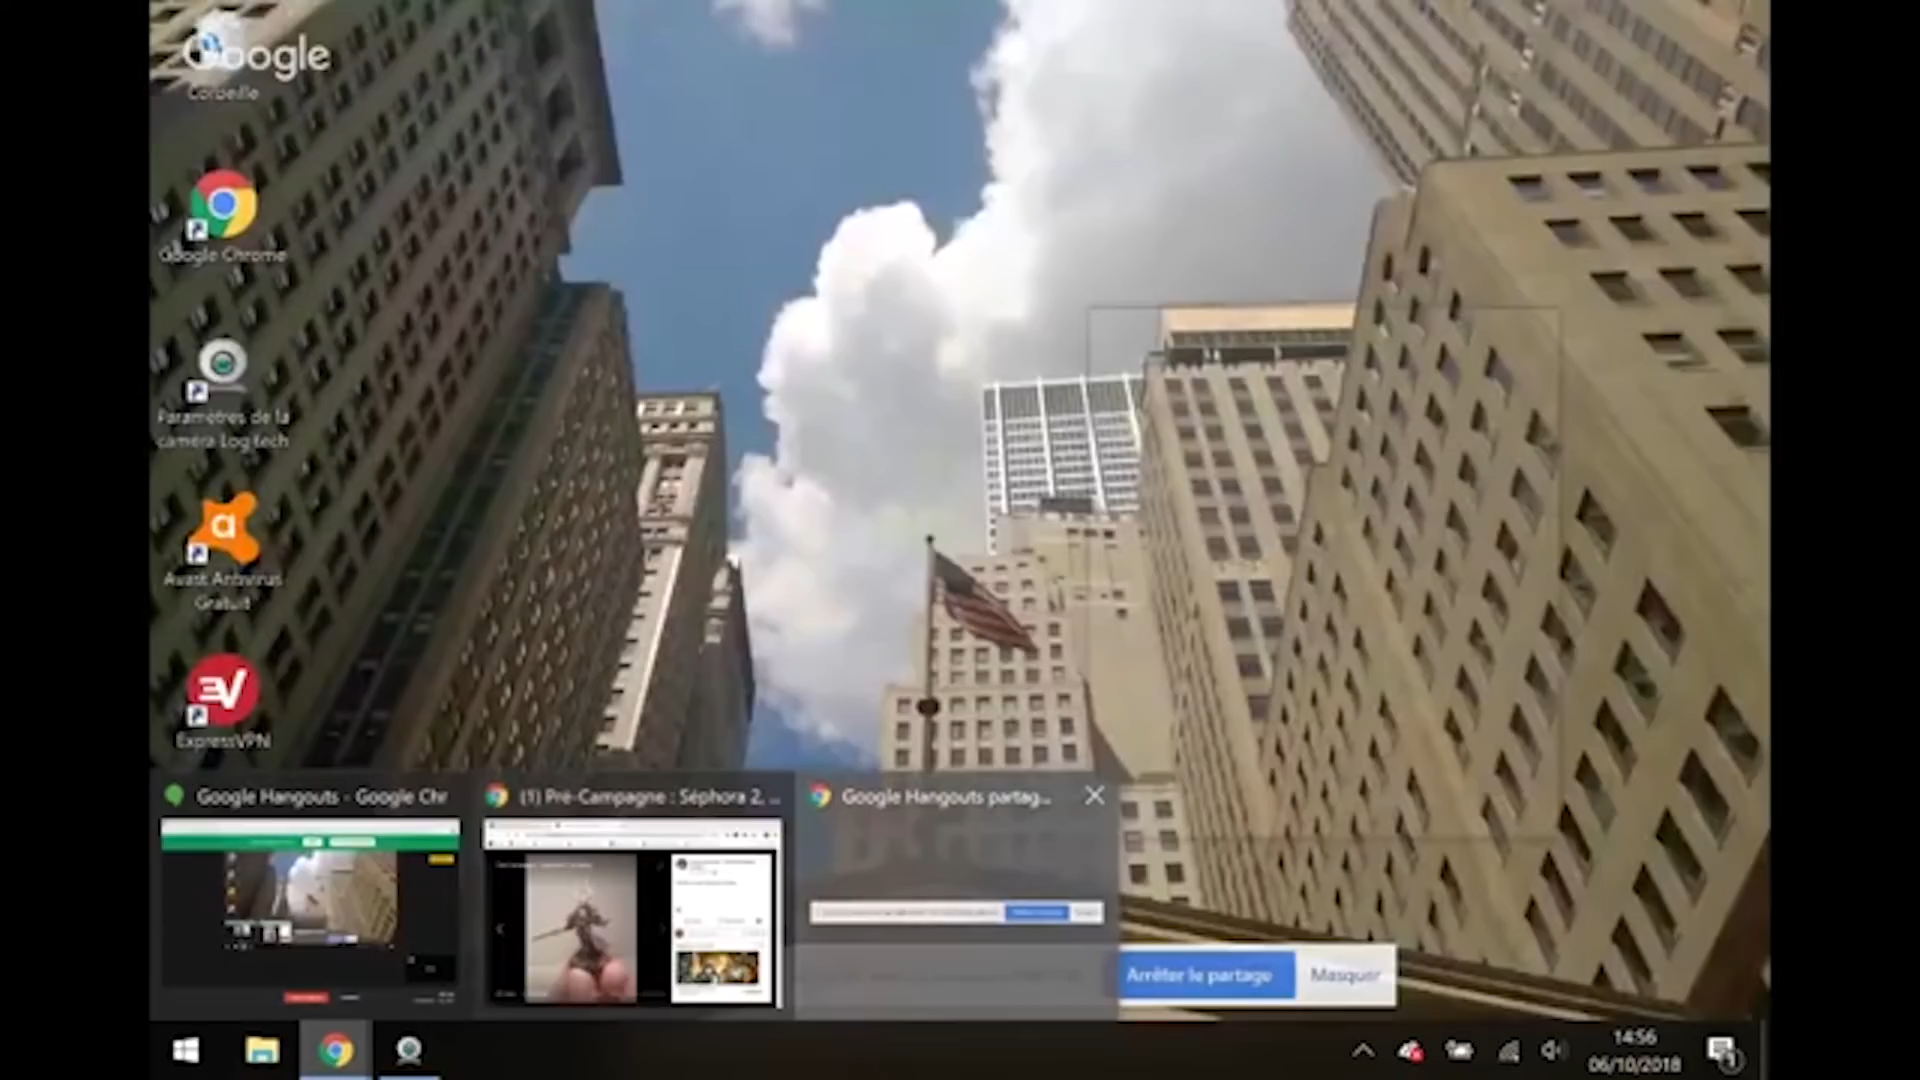 Google
Corbeille
Google Chrome
Paramètres de la
caméra Logitech
Avast Antivirus
Gratuit
ExpressVPN
Google Hangouts - Google Chr
(1) Pré-Campagne : Séphora 2, ...
Google Hangouts partag...
Arrêter le partage
Masquer
14:56
06/10/2018